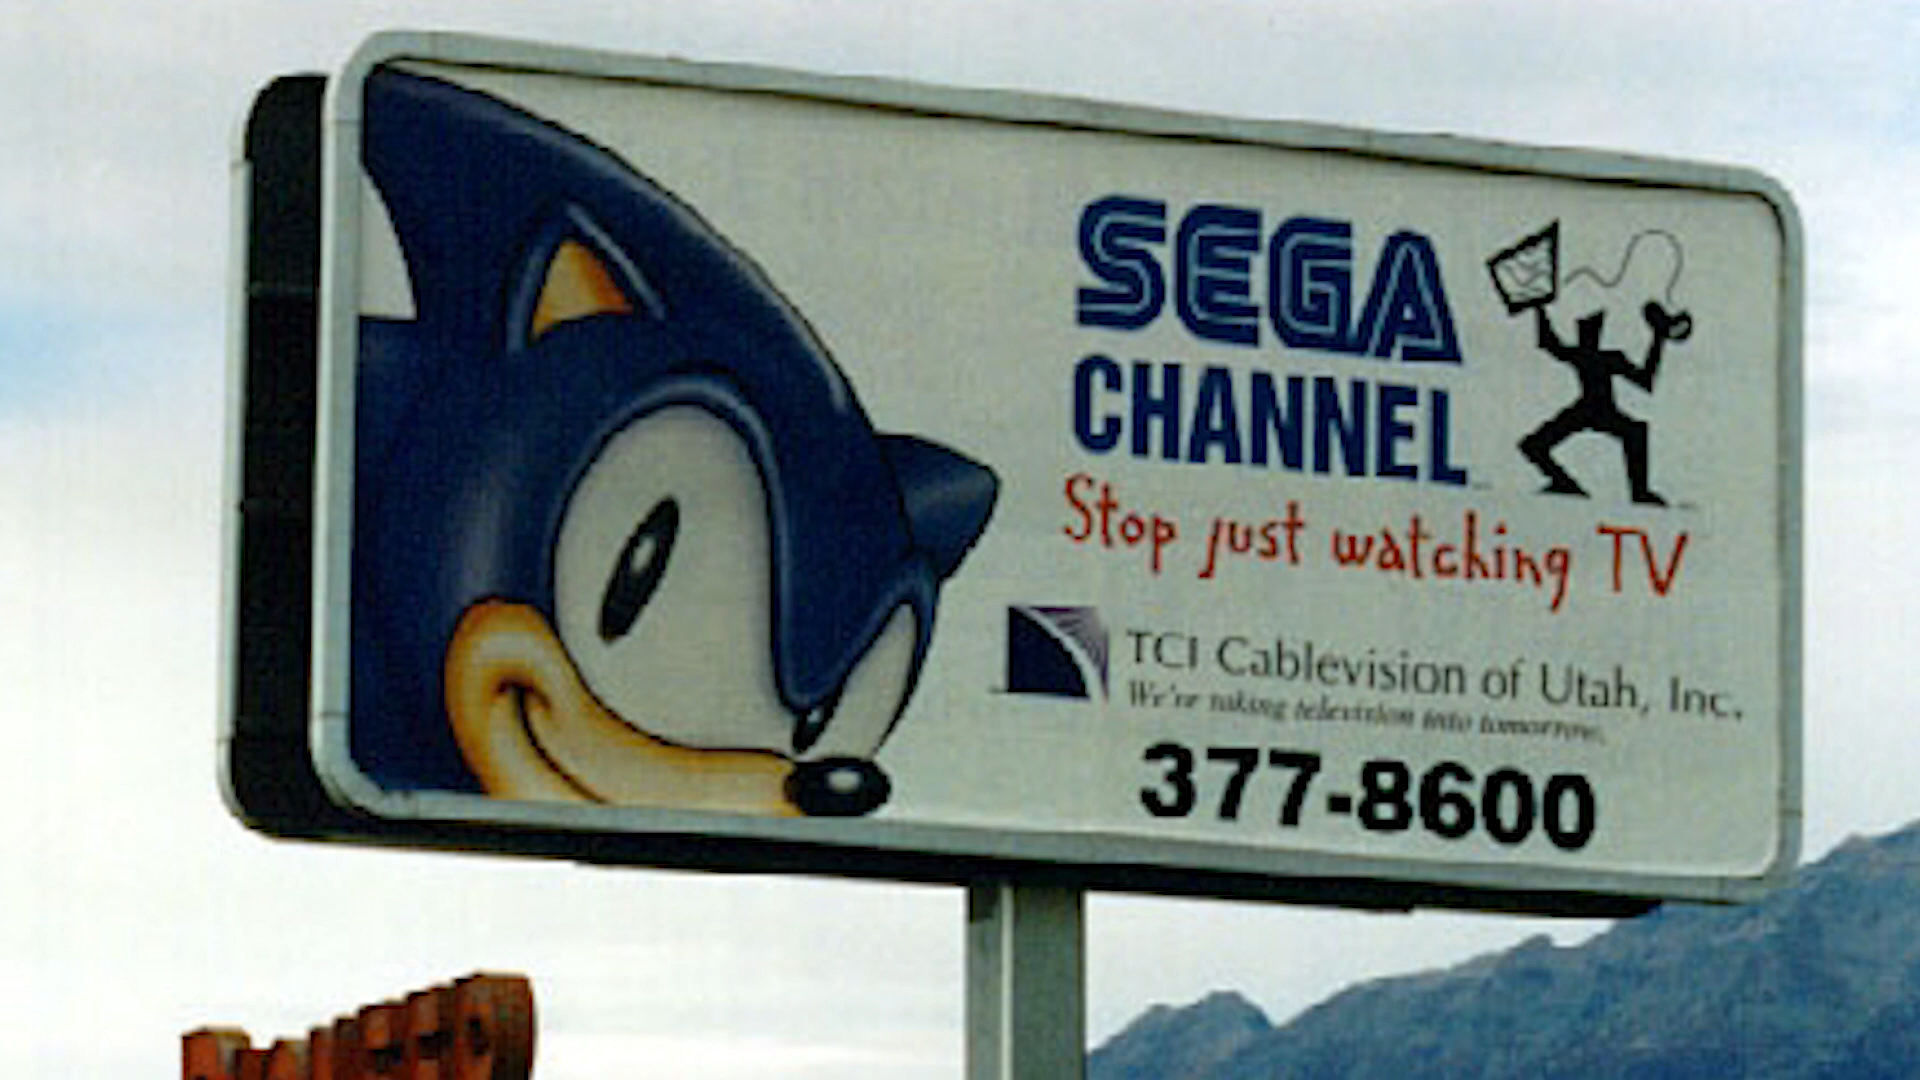 SEGA
CHANNEL
Stop just watching TV
TCI Cablevision of Utah, Inc.
We're taking television into tomorrow.
377-8600